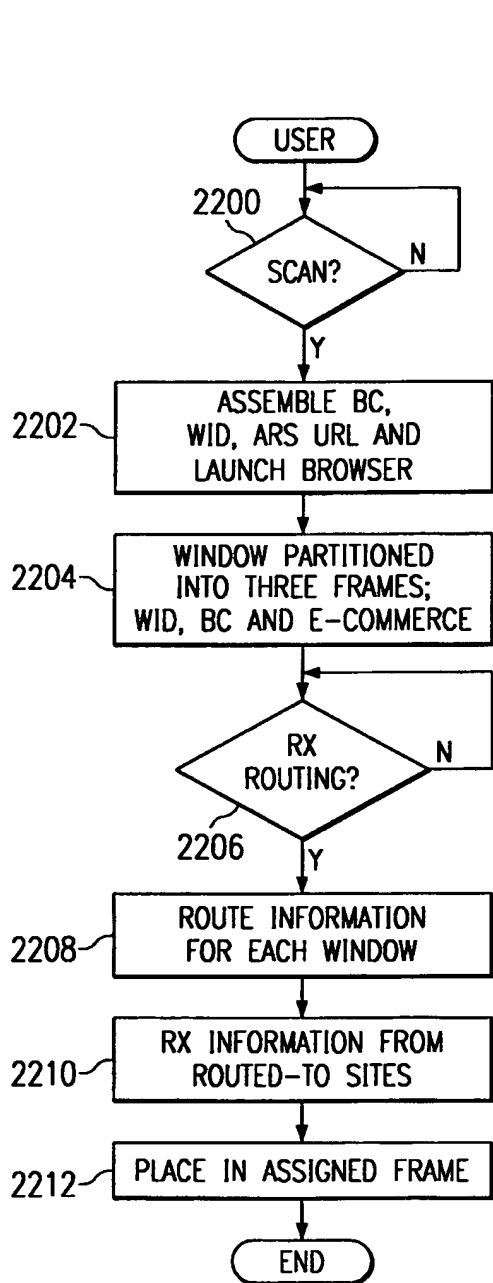 USER
2200
SCAN?
N
Y
2202
ASSEMBLE BC,
WID, ARS URL AND
LAUNCH BROWSER
2204
WINDOW PARTITIONED
INTO THREE FRAMES;
WID, BC AND E-COMMERCE
RX
ROUTING?
N
2206
Y
2208
ROUTE INFORMATION
FOR EACH WINDOW
2210
RX INFORMATION FROM
ROUTED-TO SITES
2212
PLACE IN ASSIGNED FRAME
END